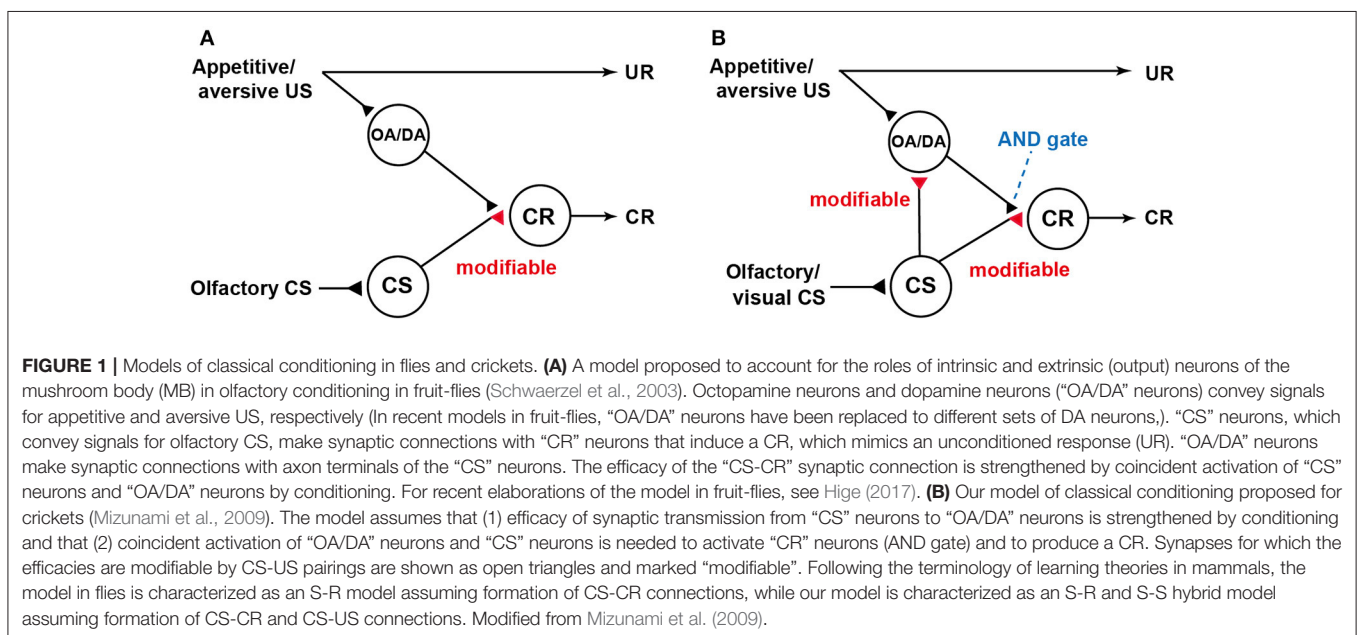 A
Appetitive/
aversive US
UR
OA/DA
CR
CR
modifiable
Olfactory CS
CS
B
Appetitive/
aversive US
UR
OA/DA
AND gate
modifiable
CR
CR
modifiable
Olfactory/
visual CS
CS
FIGURE 1 | Models of classical conditioning in flies and crickets. (A) A model proposed to account for the roles of intrinsic and extrinsic (output) neurons of the
mushroom body (MB) in olfactory conditioning in fruit-flies (Schwaerzel et al., 2003). Octopamine neurons and dopamine neurons (“OA/DA” neurons) convey signals
for appetitive and aversive US, respectively (In recent models in fruit-flies, “OA/DA” neurons have been replaced to different sets of DA neurons,). “CS” neurons, which
convey signals for olfactory CS, make synaptic connections with “CR” neurons that induce a CR, which mimics an unconditioned response (UR). “OA/DA” neurons
make synaptic connections with axon terminals of the “CS” neurons. The efficacy of the “CS-CR” synaptic connection is strengthened by coincident activation of “CS”
neurons and “OA/DA” neurons by conditioning. For recent elaborations of the model in fruit-flies, see Hige (2017). (B) Our model of classical conditioning proposed for
crickets (Mizunami et al., 2009). The model assumes that (1) efficacy of synaptic transmission from “CS” neurons to “OA/DA” neurons is strengthened by conditioning
and that (2) coincident activation of “OA/DA” neurons and “CS” neurons is needed to activate “CR” neurons (AND gate) and to produce a CR. Synapses for which the
efficacies are modifiable by CS-US pairings are shown as open triangles and marked “modifiable”. Following the terminology of learning theories in mammals, the
model in flies is characterized as an S-R model assuming formation of CS-CR connections, while our model is characterized as an S-R and S-S hybrid model
assuming formation of CS-CR and CS-US connections. Modified from Mizunami et al. (2009).